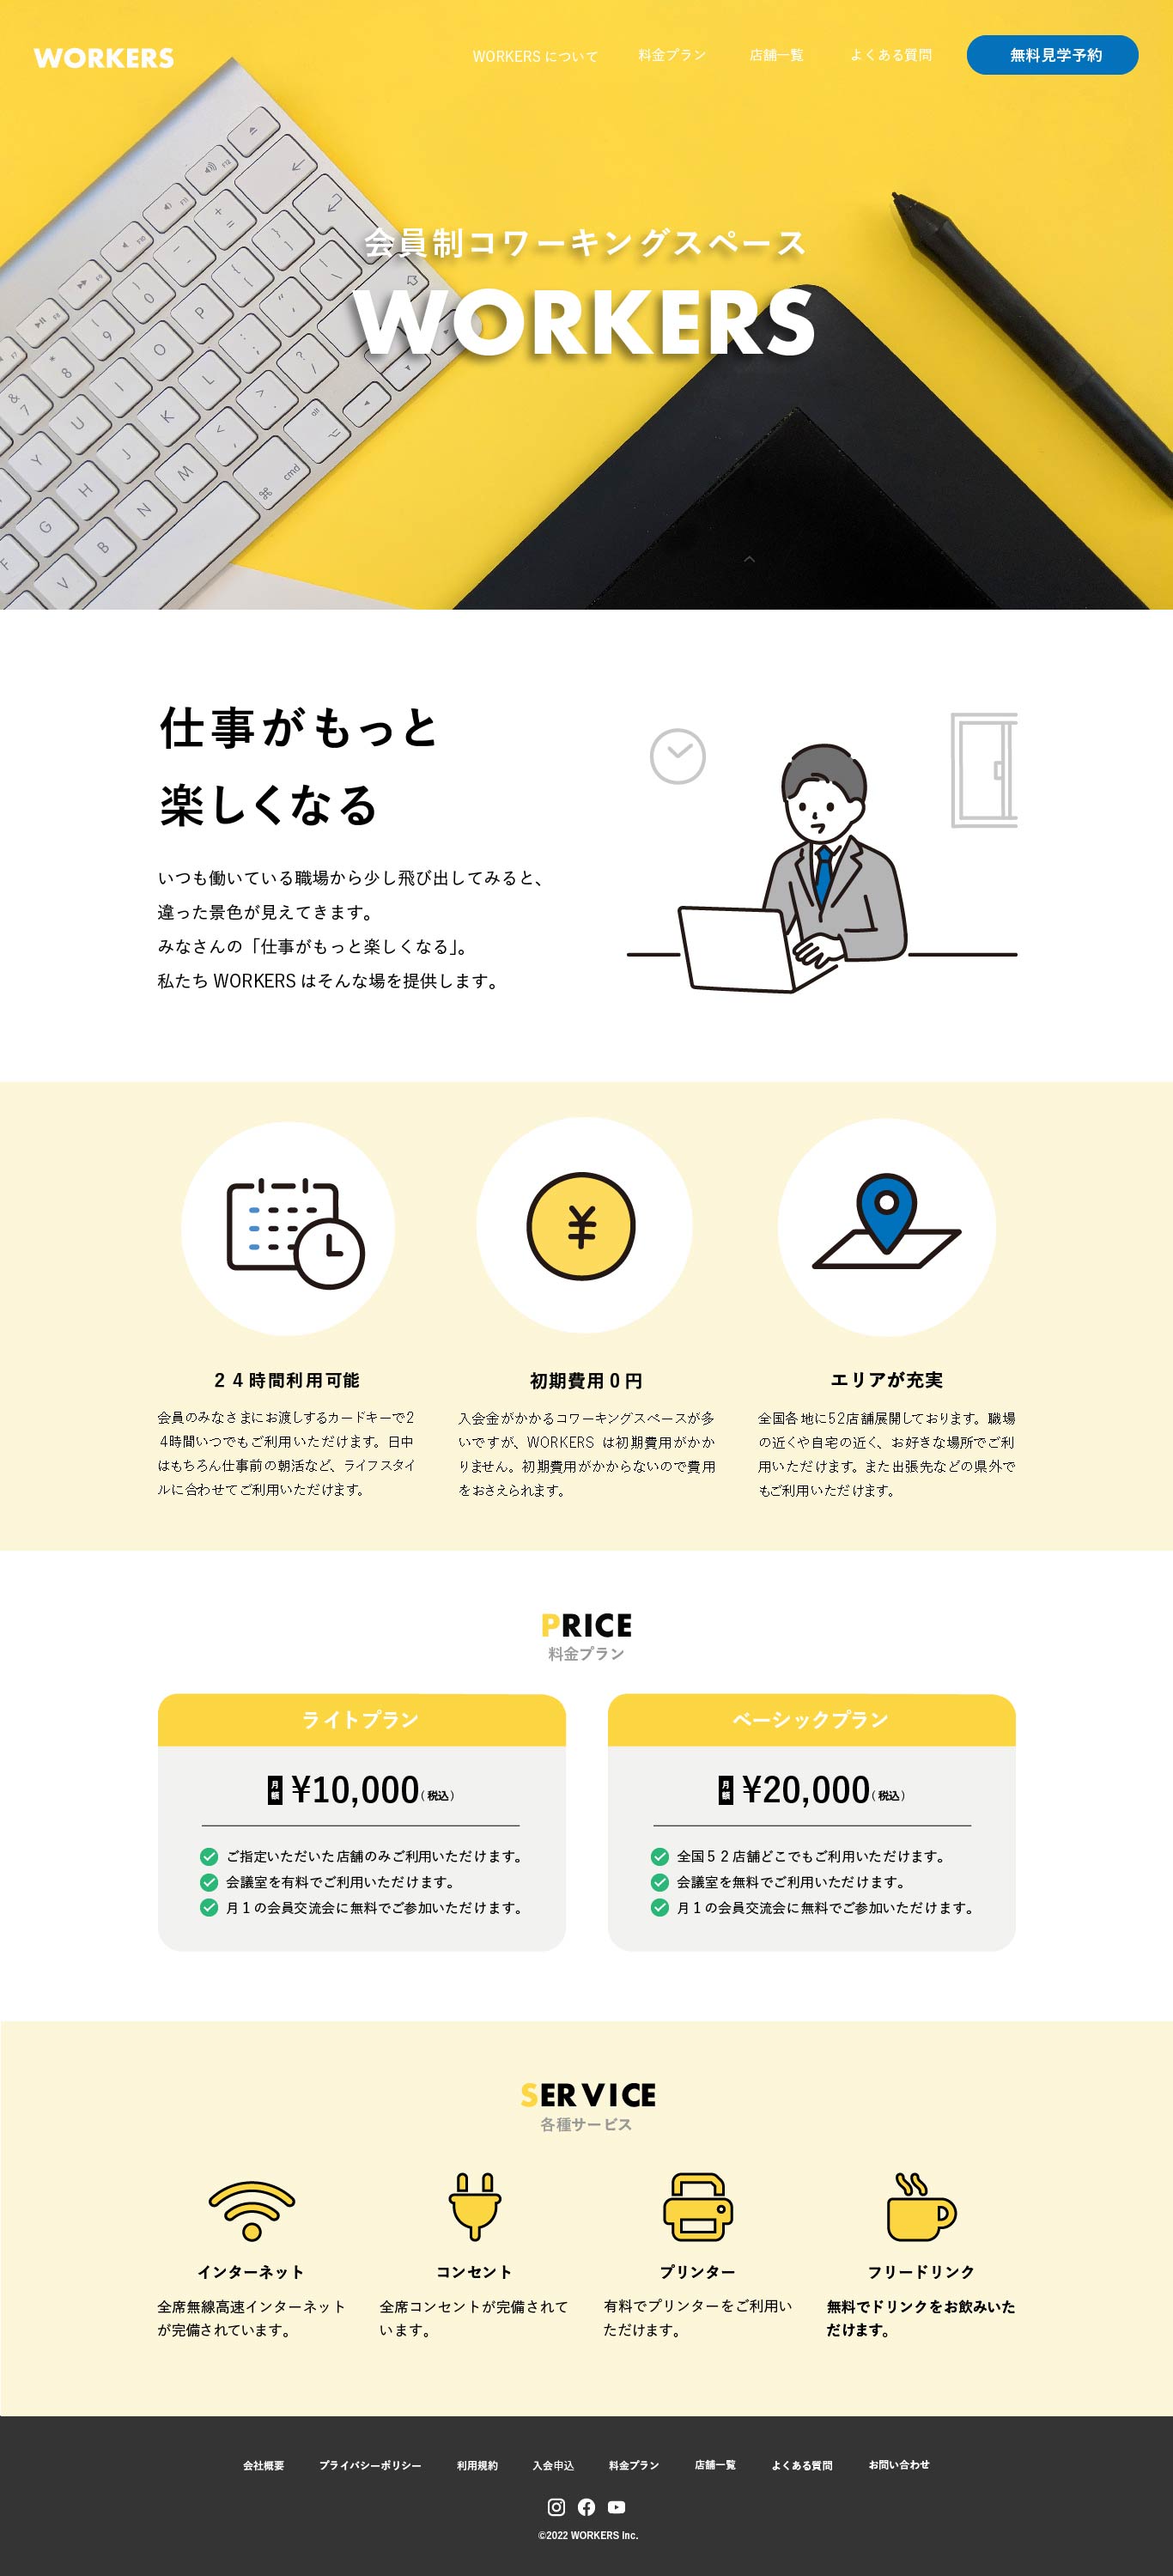 WORKERS
WORKERS について
料金プラン
店舗一覧
よくある質問
無料見学予約
会員制コワーキングスペース
WORKERS
仕事がもっと
楽しくなる
いつも働いている職場から少し飛び出してみると、
違った景色が見えてきます。
みなさんの「仕事がもっと楽しくなる」。
私たち WORKERS はそんな場を提供します。
２４時間利用可能
会員のみなさまにお渡しするカードキーで2
4時間いつでもご利用いただけます。日中
はもちろん仕事前の朝活など、ライフスタイ
ルに合わせてご利用いただけます。
初期費用０円
入会金がかかるコワーキングスペースが多
いですが、WORKERS は初期費用がかか
りません。初期費用がかからないので費用
をおさえられます。
エリアが充実
全国各地に52店舗展開しております。職場
の近くや自宅の近く、お好きな場所でご利
用いただけます。また出張先などの県外で
もご利用いただけます。
PRICE
料金プラン
ライトプラン
月額 ¥10,000（税込）
ご指定いただいた店舗のみご利用いただけます。
会議室を有料でご利用いただけます。
月１の会員交流会に無料でご参加いただけます。
ベーシックプラン
月額 ¥20,000（税込）
全国５２店舗どこでもご利用いただけます。
会議室を無料でご利用いただけます。
月１の会員交流会に無料でご参加いただけます。
SERVICE
各種サービス
インターネット
全席無線高速インターネット
が完備されています。
コンセント
全席コンセントが完備されて
います。
プリンター
有料でプリンターをご利用い
ただけます。
フリードリンク
無料でドリンクをお飲みいた
だけます。
会社概要
プライバシーポリシー
利用規約
入会申込
料金プラン
店舗一覧
よくある質問
お問い合わせ
©2022 WORKERS Inc.